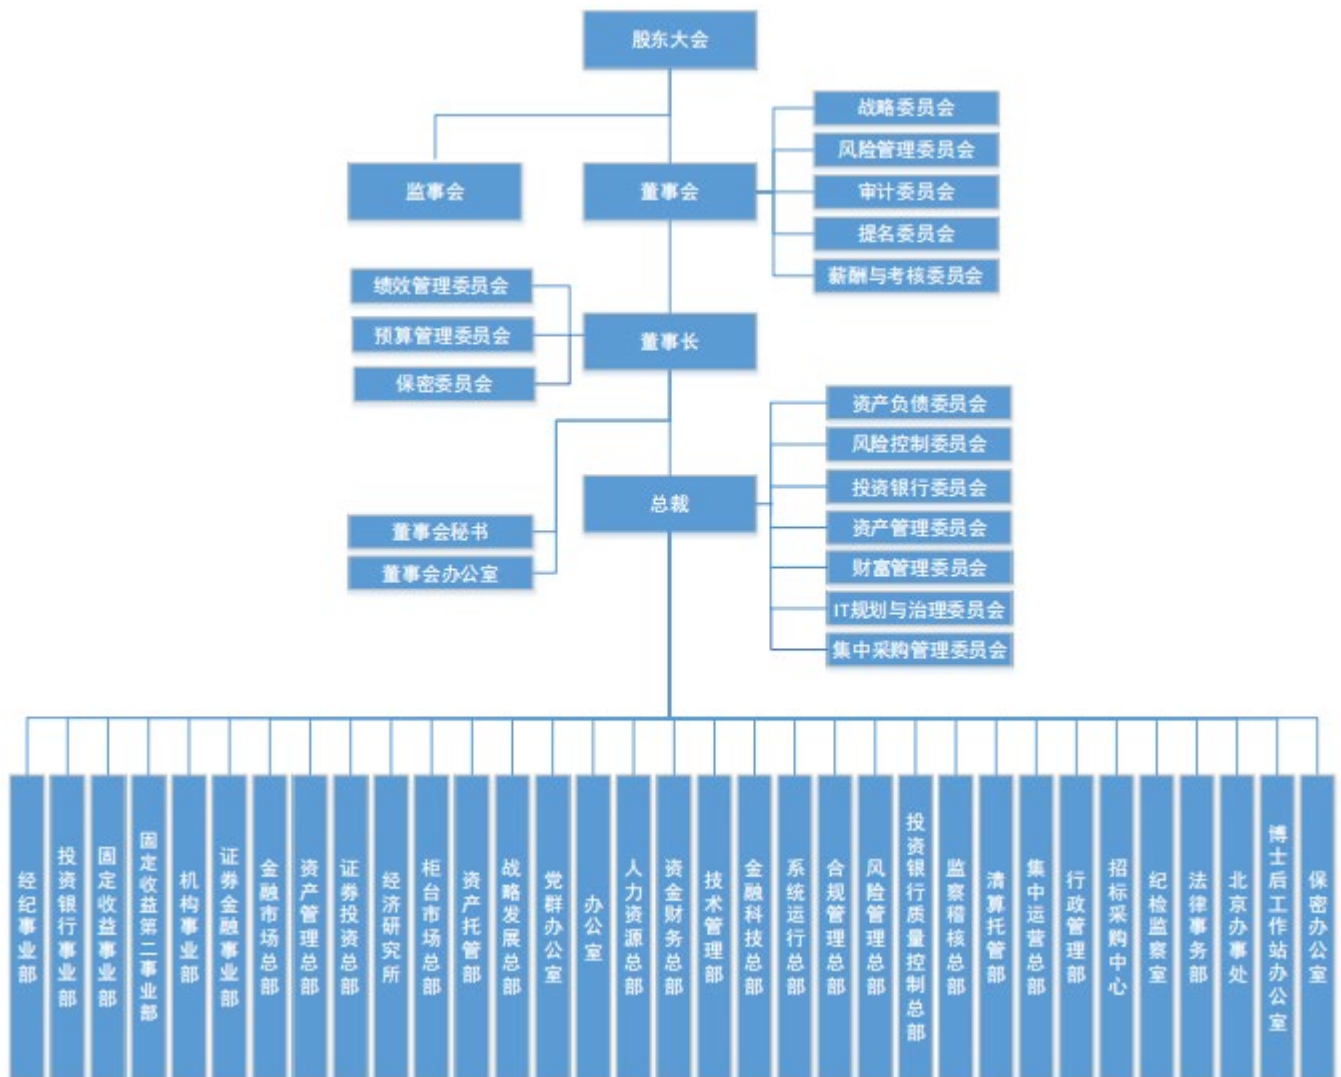 股东大会
监事会
董事会
战略委员会
风险管理委员会
审计委员会
提名委员会
薪酬与考核委员会
绩效管理委员会
预算管理委员会
保密委员会
董事长
董事会秘书
董事会办公室
总裁
资产负债委员会
风险控制委员会
投资银行委员会
资产管理委员会
财富管理委员会
IT规划与治理委员会
集中采购管理委员会
经纪事业部
投资银行事业部
固定收益事业部
固定收益第二事业部
机构事业部
证券金融事业部
金融市场总部
资产管理总部
证券投资总部
经济研究所
柜台市场总部
资产托管部
战略发展总部
党群办公室
办公室
人力资源总部
资金财务总部
技术管理部
金融科技总部
系统运行总部
合规管理总部
风险管理总部
投资银行质量控制总部
监察稽核总部
清算托管部
集中运营总部
行政管理部
招标采购中心
纪检监察室
法律事务部
北京办事处
博士后工作站办公室
保密办公室